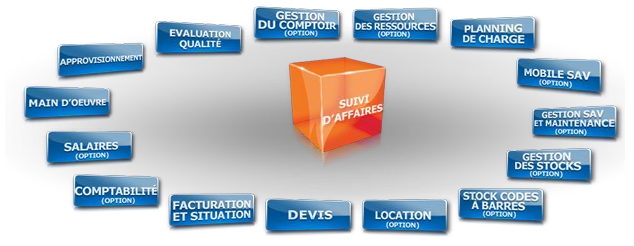 GESTION
DU COMPTOIR
(OPTION)
GESTION
DES RESSOURCES
(OPTION)
EVALUATION
QUALITÉ
PLANNING
DE CHARGE
APPROVISIONNEMENT
MOBILE SAV
(OPTION)
MAIN D'OEUVRE
SUIVI
D'AFFAIRES
GESTION SAV
ET MAINTENANCE
(OPTION)
SALAIRES
(OPTION)
GESTION
DES STOCKS
(OPTION)
COMPTABILITÉ
(OPTION)
STOCK CODES
A BARRES
(OPTION)
FACTURATION
ET SITUATION
DEVIS
LOCATION
(OPTION)